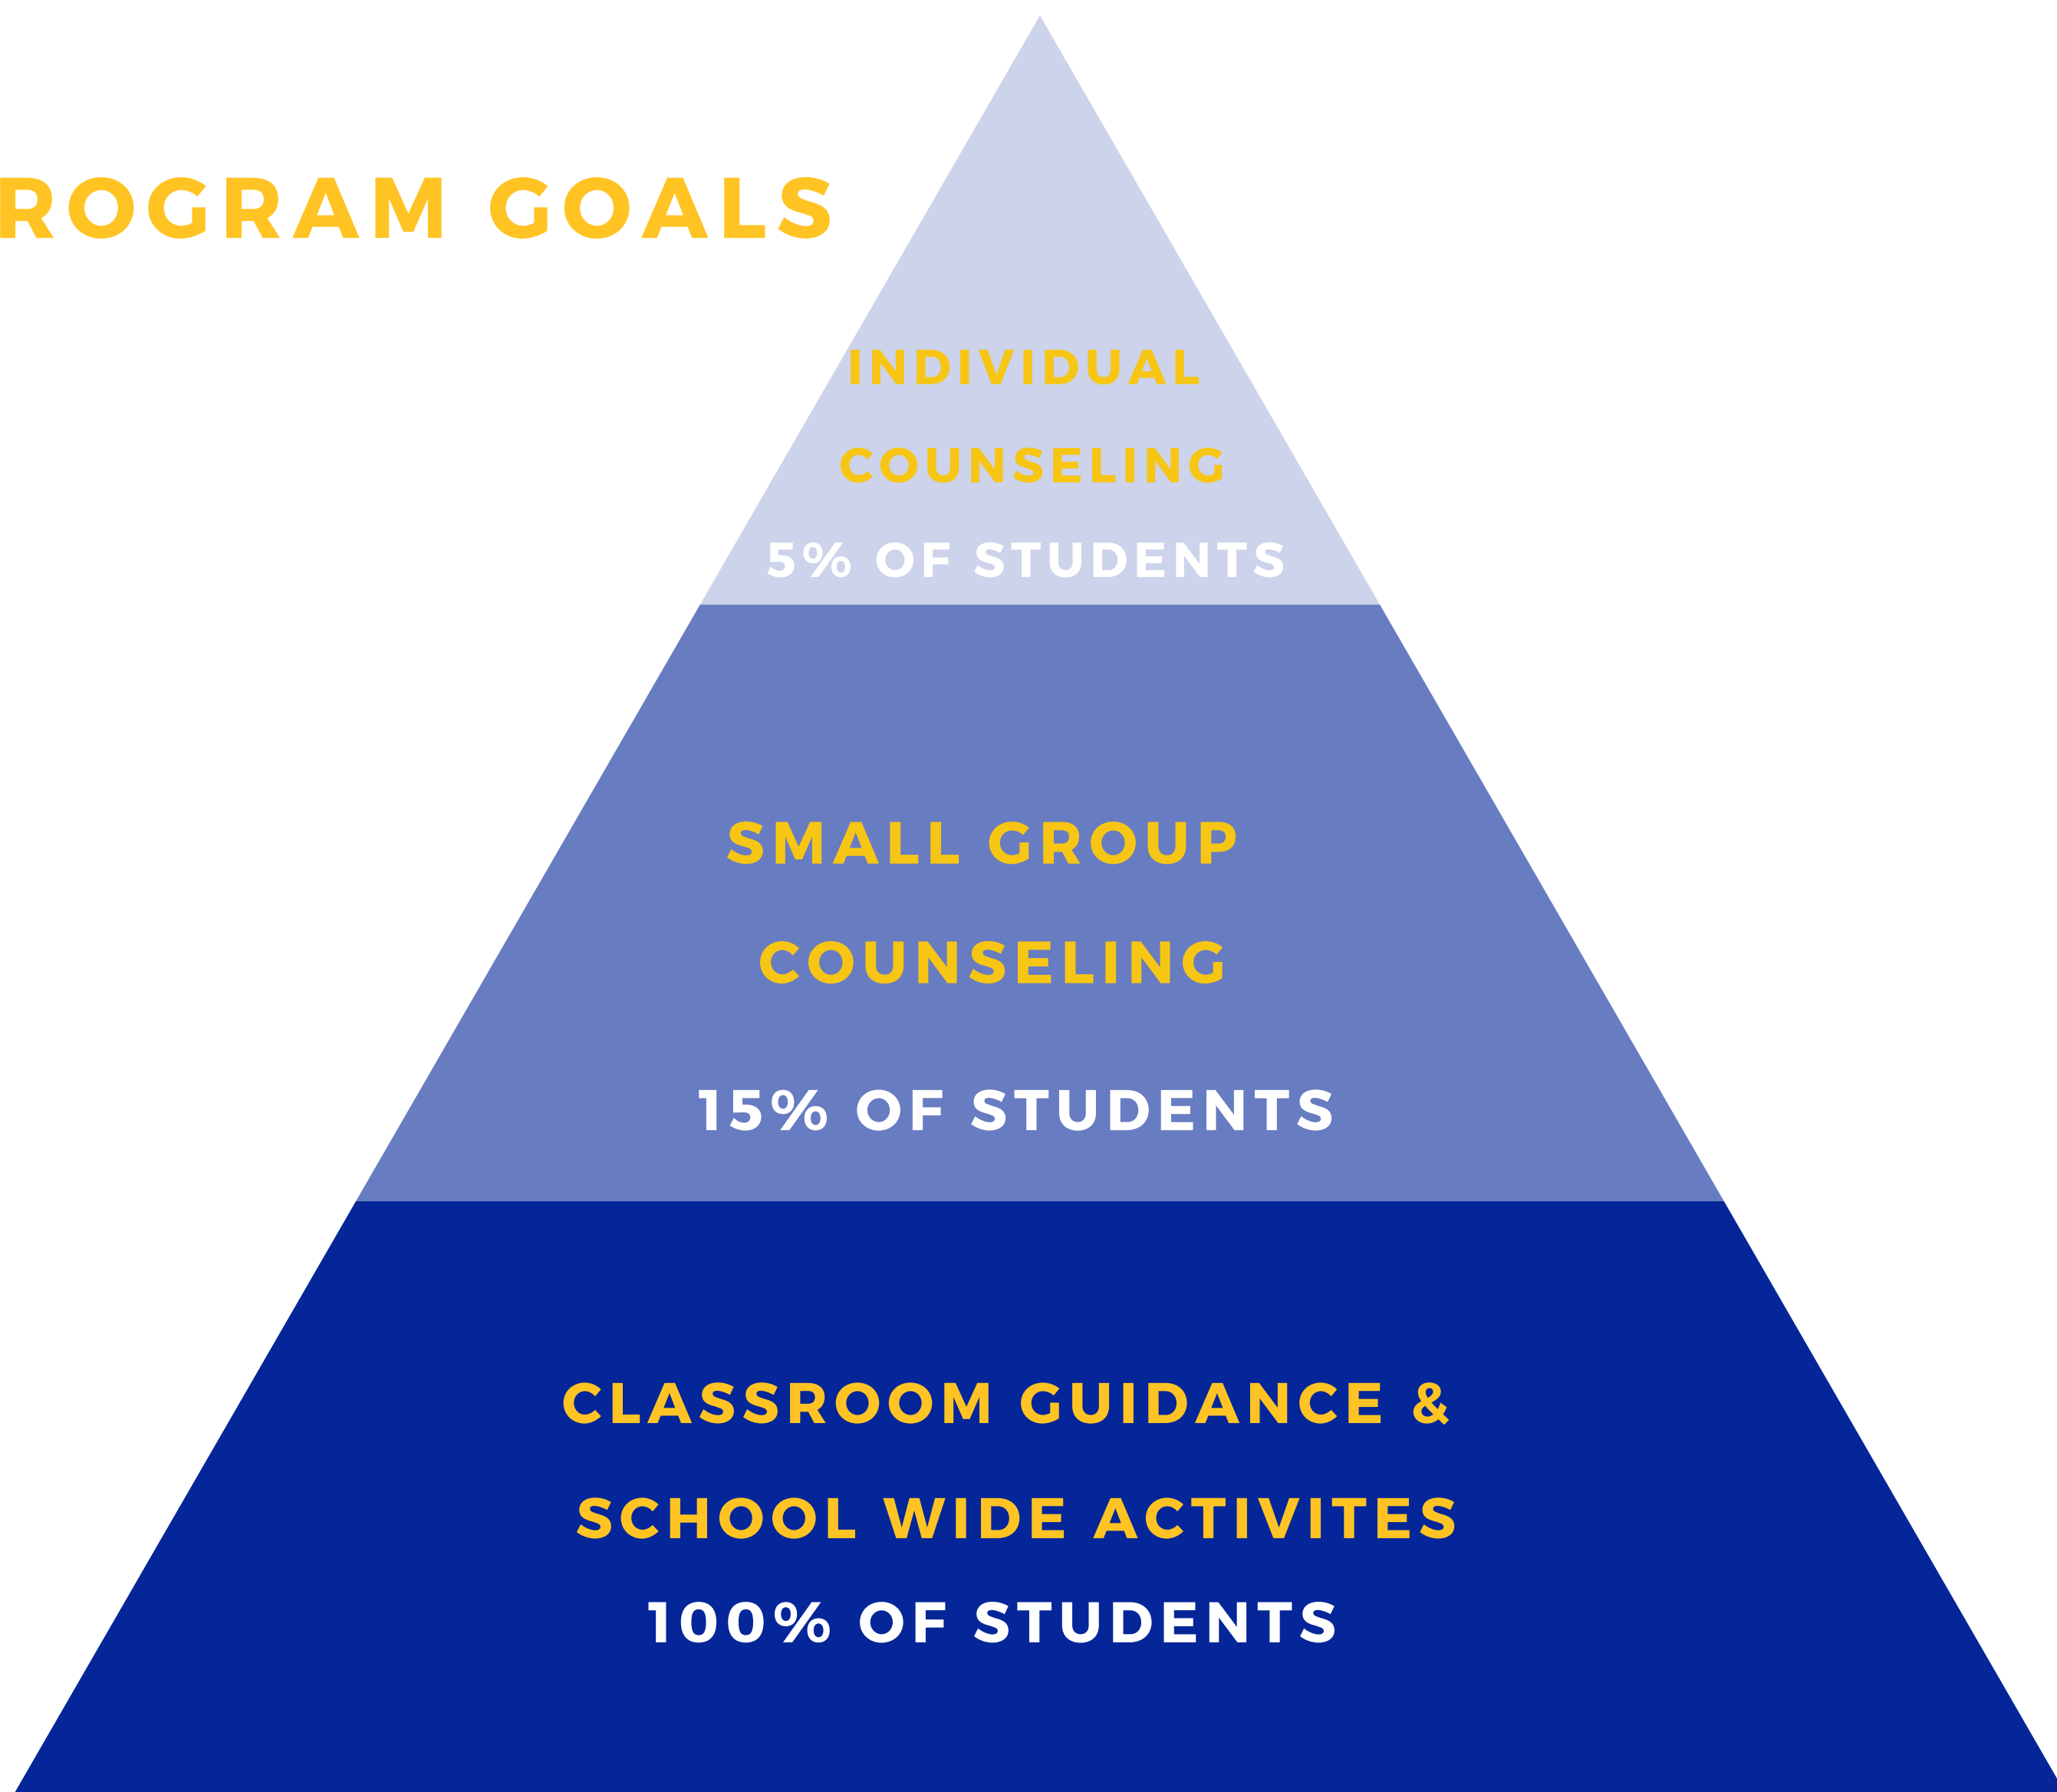 ROGRAM GOALS
INDIVIDUAL
COUNSELING
5% OF STUDENTS
SMALL GROUP
COUNSELING
15% OF STUDENTS
CLASSROOM GUIDANCE &
SCHOOL WIDE ACTIVITES
100% OF STUDENTS